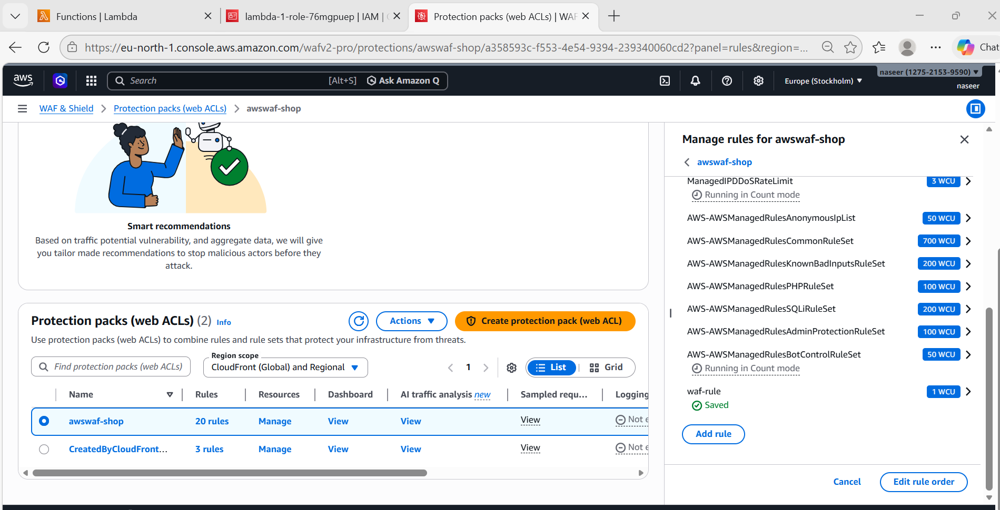 Functions | Lambda
lambda-1-role-76mgpuep | IAM |
Protection packs (web ACLs) | WAF
https://eu-north-1.console.aws.amazon.com/wafv2-pro/protections/awswaf-shop/a358593c-f553-4e54-9394-239340060cd2?panel=rules&region=...
Chat
aws
Search
[Alt+S]
Ask Amazon Q
Europe (Stockholm)
naseer (1275-2153-9590)
naseer
WAF & Shield
Protection packs (web ACLs)
awswaf-shop
Smart recommendations
Based on traffic potential vulnerability, and aggregate data, we will give
you tailor made recommendations to stop malicious actors before they
attack.
Protection packs (web ACLs) (2) Info
Actions
Create protection pack (web ACL)
Use protection packs (web ACLs) to combine rules and rule sets that protect your infrastructure from threats.
Find protection packs (web ACLs)
Region scope
CloudFront (Global) and Regional
1
List
Grid
Name Rules Resources Dashboard AI traffic analysis new Sampled requ... Logging
awswaf-shop 20 rules Manage View View View Not e
CreatedByCloudFront... 3 rules Manage View View View Not e
Manage rules for awswaf-shop
awswaf-shop
ManagedIPDDoSRateLimit 3 WCU
Running in Count mode
AWS-AWSManagedRulesAnonymousIpList 50 WCU
AWS-AWSManagedRulesCommonRuleSet 700 WCU
AWS-AWSManagedRulesKnownBadInputsRuleSet 200 WCU
AWS-AWSManagedRulesPHPRuleSet 100 WCU
AWS-AWSManagedRulesSQLiRuleSet 200 WCU
AWS-AWSManagedRulesAdminProtectionRuleSet 100 WCU
AWS-AWSManagedRulesBotControlRuleSet 50 WCU
Running in Count mode
waf-rule 1 WCU
Saved
Add rule
Cancel
Edit rule order